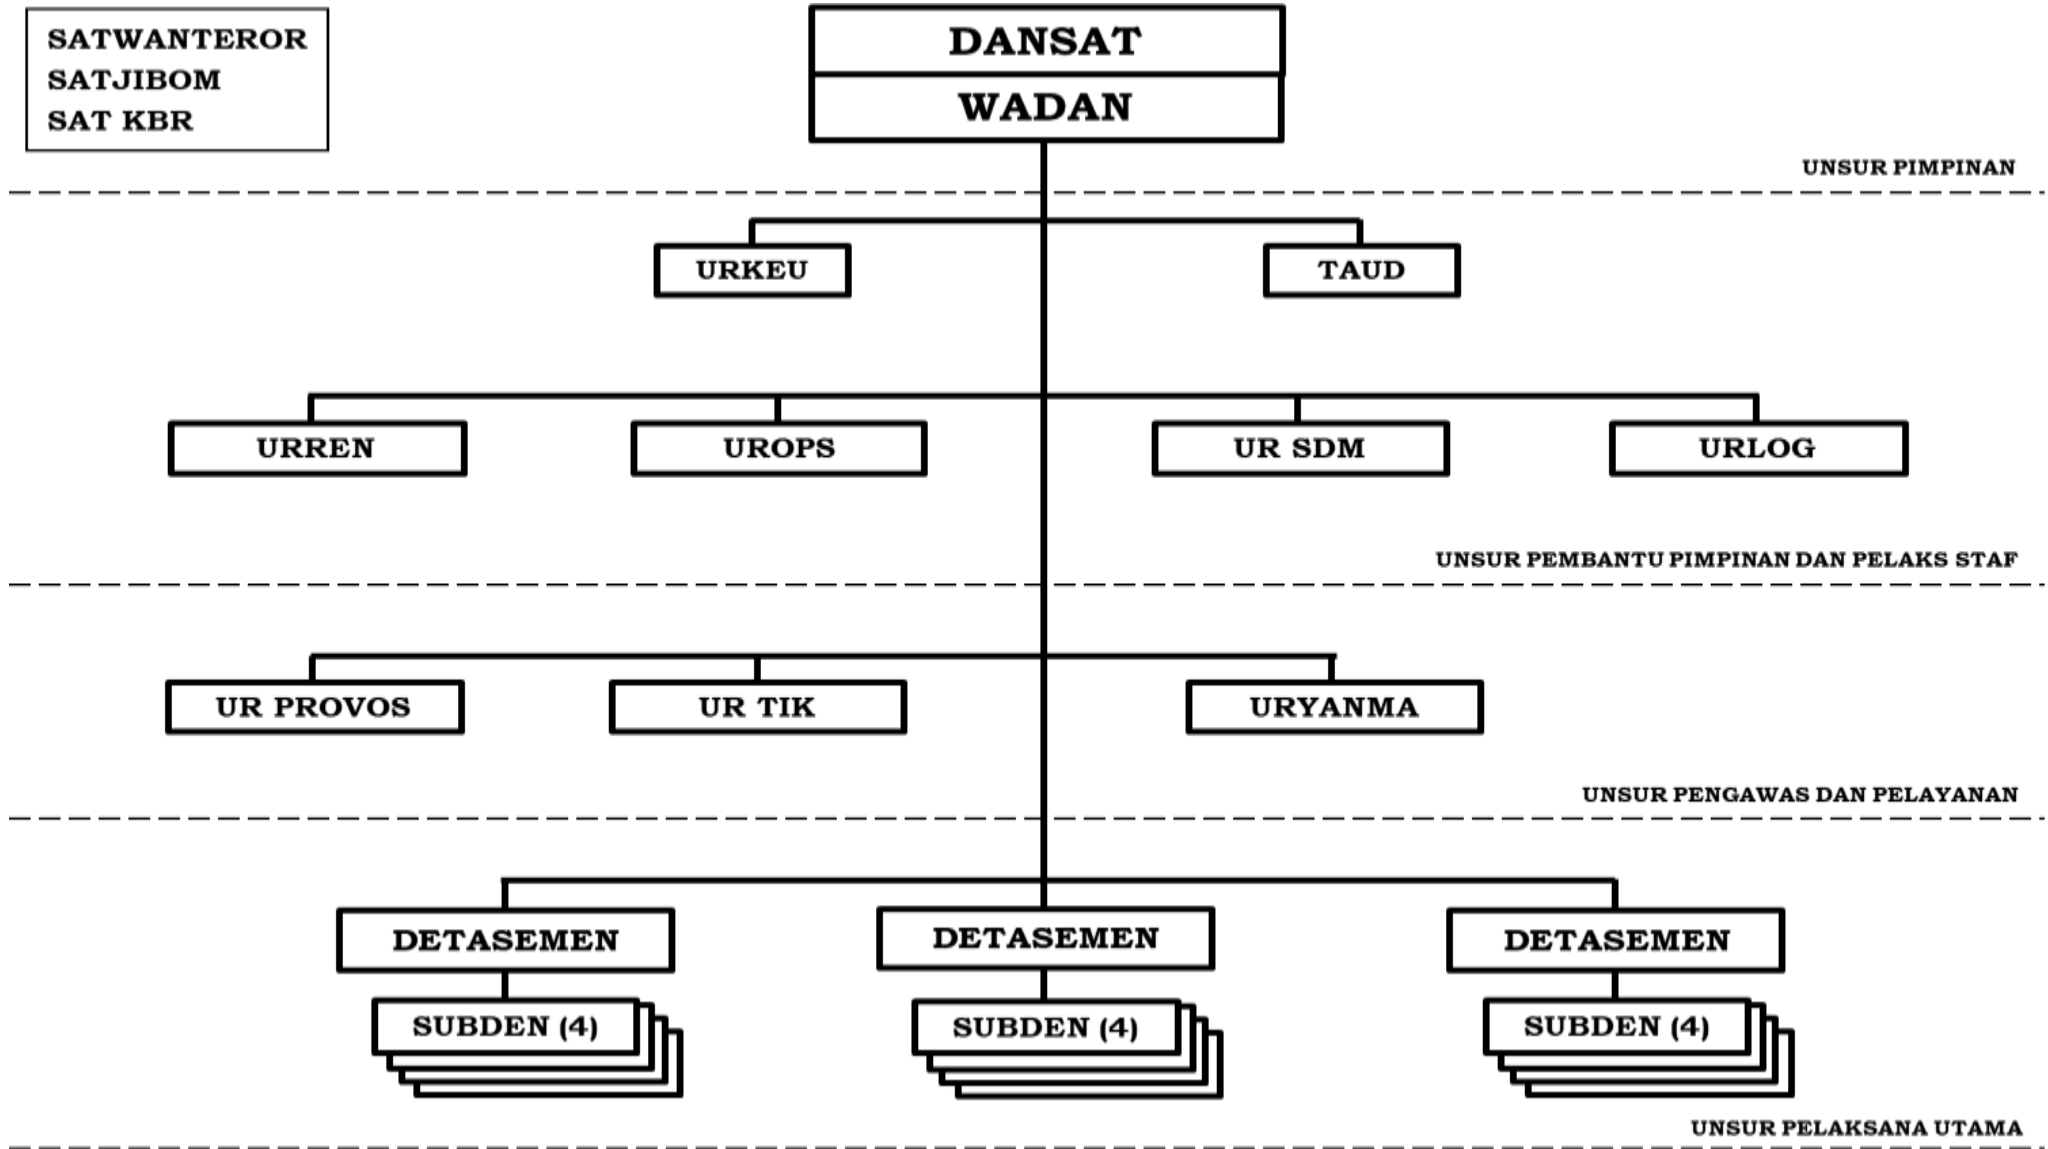 SATWANTEROR
SATJIBOM
SAT KBR
DANSAT
WADAN
UNSUR PIMPINAN
URKEU
TAUD
URREN
UROPS
UR SDM
URLOG
UNSUR PEMBANTU PIMPINAN DAN PELAKS STAF
UR PROVOS
UR TIK
URYANMA
UNSUR PENGAWAS DAN PELAYANAN
DETASEMEN
DETASEMEN
DETASEMEN
SUBDEN (4)
SUBDEN (4)
SUBDEN (4)
UNSUR PELAKSANA UTAMA